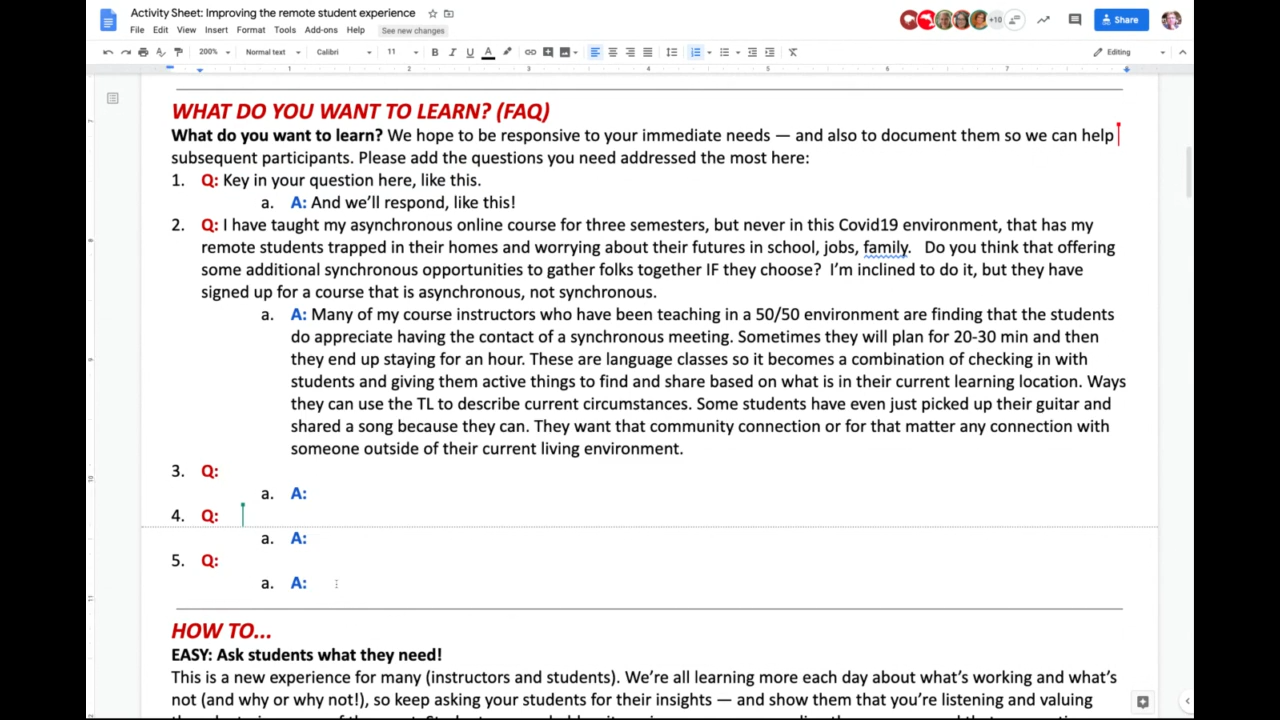 Activity Sheet: Improving the remote student experience
File Edit View Insert Format Tools Add-ons Help See new changes
+10
Share
200% Normal text Calibri 11 B I U A Editing
1 2 3 4 5 6 7
WHAT DO YOU WANT TO LEARN? (FAQ)
What do you want to learn? We hope to be responsive to your immediate needs — and also to document them so we can help
subsequent participants. Please add the questions you need addressed the most here:
1. Q: Key in your question here, like this.
a. A: And we'll respond, like this!
2. Q: I have taught my asynchronous online course for three semesters, but never in this Covid19 environment, that has my
remote students trapped in their homes and worrying about their futures in school, jobs, family. Do you think that offering
some additional synchronous opportunities to gather folks together IF they choose? I'm inclined to do it, but they have
signed up for a course that is asynchronous, not synchronous.
a. A: Many of my course instructors who have been teaching in a 50/50 environment are finding that the students
do appreciate having the contact of a synchronous meeting. Sometimes they will plan for 20-30 min and then
they end up staying for an hour. These are language classes so it becomes a combination of checking in with
students and giving them active things to find and share based on what is in their current learning location. Ways
they can use the TL to describe current circumstances. Some students have even just picked up their guitar and
shared a song because they can. They want that community connection or for that matter any connection with
someone outside of their current living environment.
3. Q:
a. A:
4. Q:
a. A:
5. Q:
a. A:
HOW TO...
EASY: Ask students what they need!
This is a new experience for many (instructors and students). We're all learning more each day about what's working and what's
not (and why or why not!), so keep asking your students for their insights — and show them that you're listening and valuing